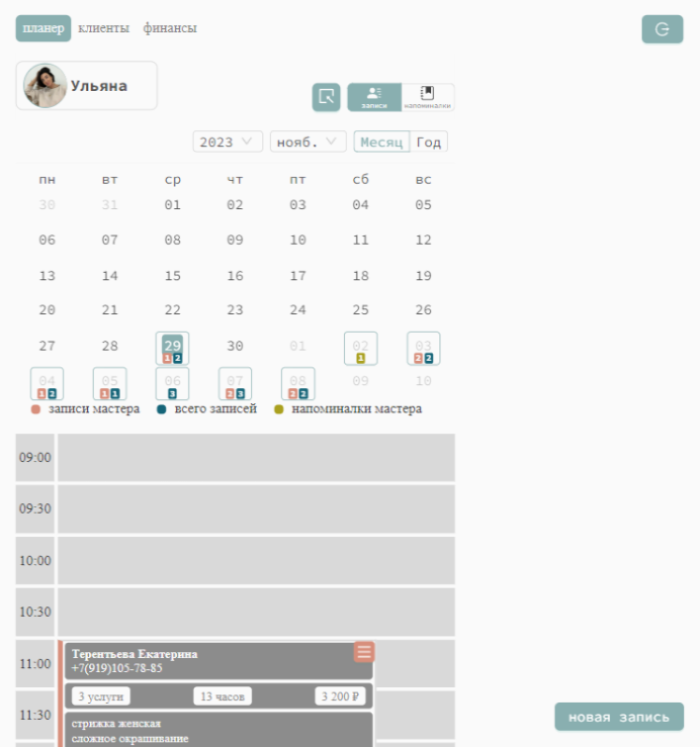 планер клиенты финансы
Ульяна
записи напоминалки
2023 нояб. Месяц Год
пн вт ср чт пт сб вс
30 31 01 02 03 04 05
06 07 08 09 10 11 12
13 14 15 16 17 18 19
20 21 22 23 24 25 26
27 28 29 30 01 02 03
1 2 1 2 2
04 05 06 07 08 09 10
1 2 1 1 3 2 3 2 2
записи мастера всего записей напоминалки мастера
09:00
09:30
10:00
10:30
11:00
Терентьева Екатерина
+7(919)105-78-85
11:30
3 услуги 13 часов 3 200 ₽
стрижка женская
сложное окрашивание
новая запись